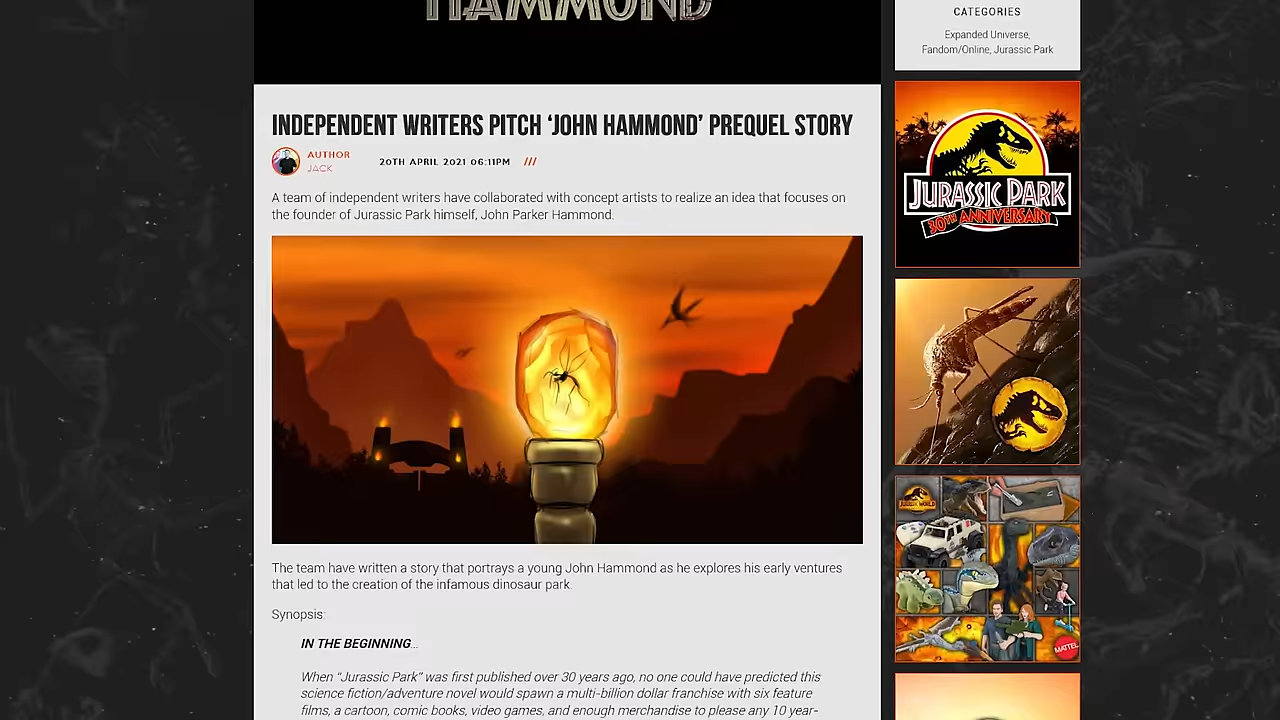 HAMMOND
INDEPENDENT WRITERS PITCH ‘JOHN HAMMOND’ PREQUEL STORY
AUTHOR
JACK
20TH APRIL 2021 06:11PM
///
A team of independent writers have collaborated with concept artists to realize an idea that focuses on
the founder of Jurassic Park himself, John Parker Hammond.
The team have written a story that portrays a young John Hammond as he explores his early ventures
that led to the creation of the infamous dinosaur park.
Synopsis:
IN THE BEGINNING...
When “Jurassic Park” was first published over 30 years ago, no one could have predicted this
science fiction/adventure novel would spawn a multi-billion dollar franchise with six feature
films, a cartoon, comic books, video games, and enough merchandise to please any 10 year-
CATEGORIES
Expanded Universe,
Fandom/Online, Jurassic Park
JURASSIC PARK
30TH ANNIVERSARY
JURASSIC WORLD
MATTEL